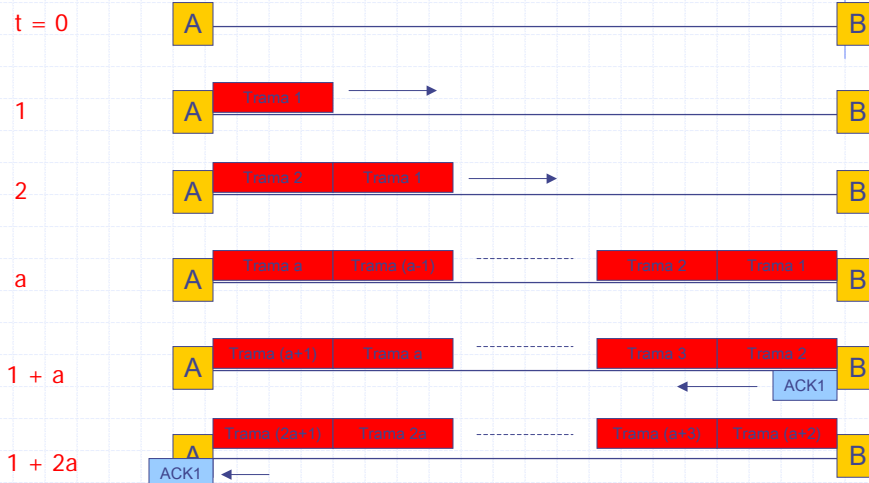 t = 0 A B
1 A Trama 1 B
2 A Trama 2 Trama 1 B
a A Trama a Trama (a-1) Trama 2 Trama 1 B
1 + a A Trama (a+1) Trama a Trama 3 Trama 2 B
ACK1
1 + 2a A Trama (2a+1) Trama 2a Trama (a+3) Trama (a+2) B
ACK1